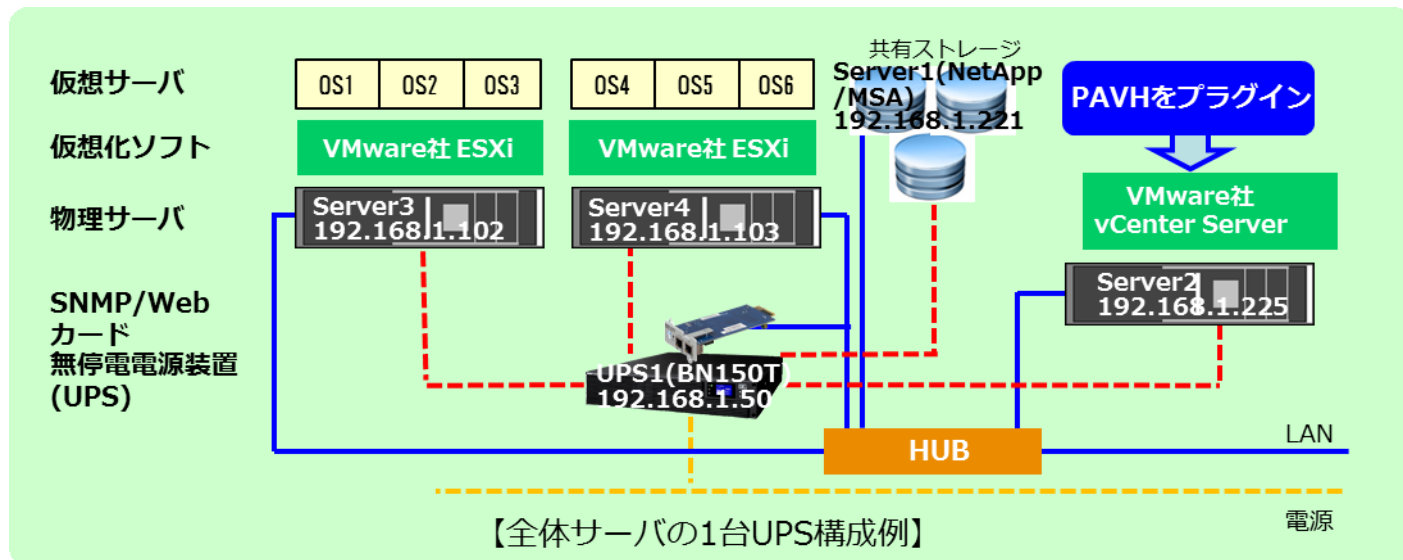 仮想サーバ
OS1 OS2 OS3
OS4 OS5 OS6
共有ストレージ
Server1(NetApp
/MSA)
192.168.1.221
PAVHをプラグイン
仮想化ソフト
VMware社 ESXi
VMware社 ESXi
VMware社
vCenter Server
物理サーバ
Server3
192.168.1.102
Server4
192.168.1.103
Server2
192.168.1.225
SNMP/Web
カード
無停電電源装置
(UPS)
UPS1(BN150T)
192.168.1.50
HUB
LAN
電源
【全体サーバの1台UPS構成例】